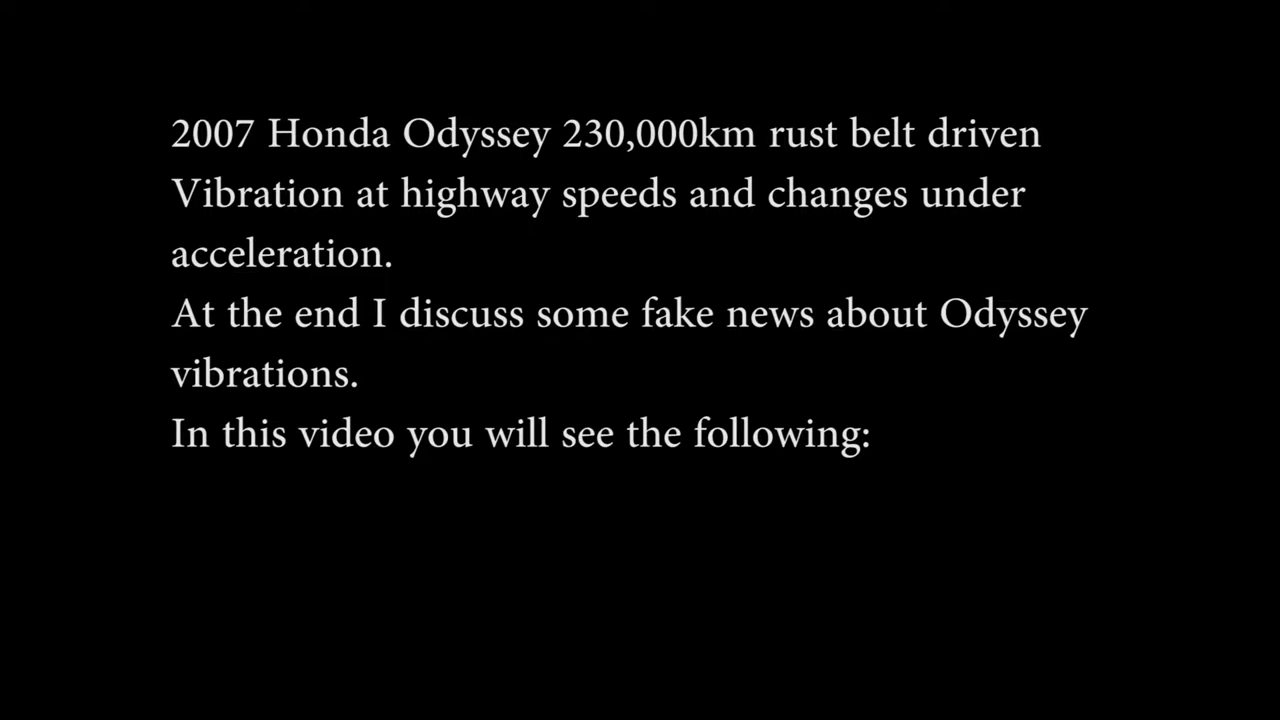 2007 Honda Odyssey 230,000km rust belt driven
Vibration at highway speeds and changes under
acceleration.
At the end I discuss some fake news about Odyssey
vibrations.
In this video you will see the following: